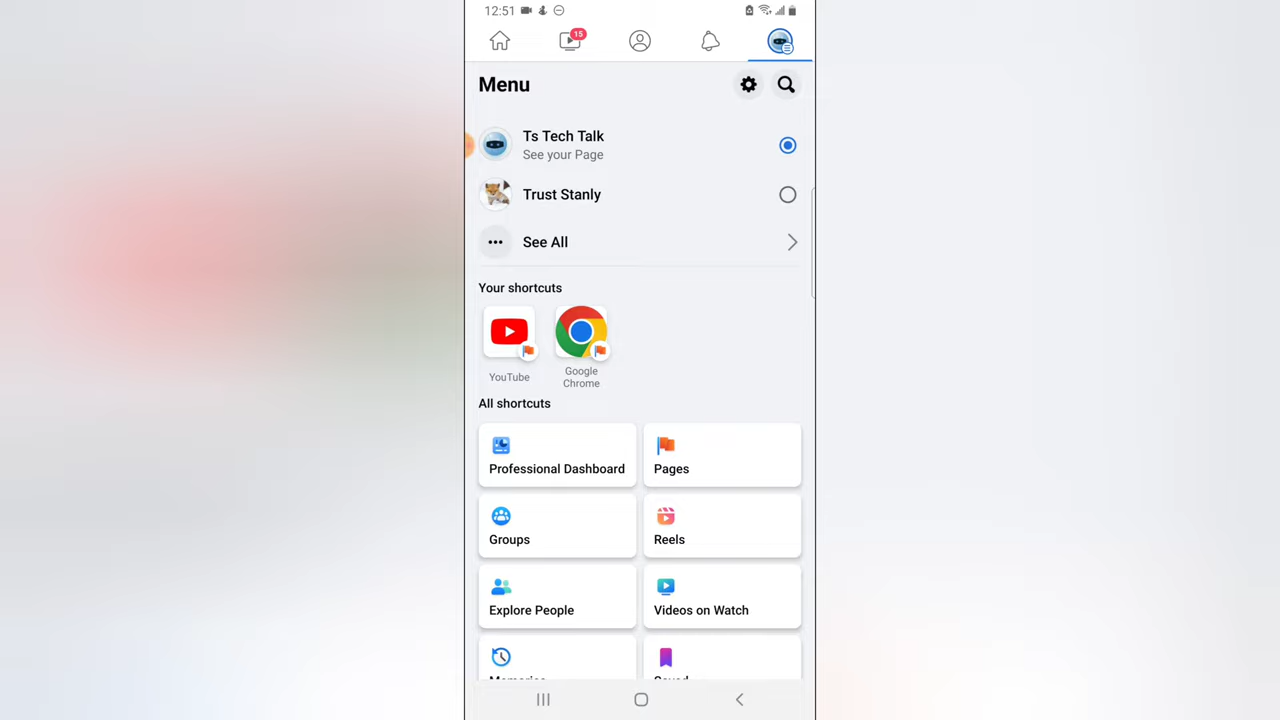 12:51
15
Menu
Ts Tech Talk
See your Page
Trust Stanly
See All
Your shortcuts
YouTube
Google
Chrome
All shortcuts
Professional Dashboard
Pages
Groups
Reels
Explore People
Videos on Watch
Memories
Saved